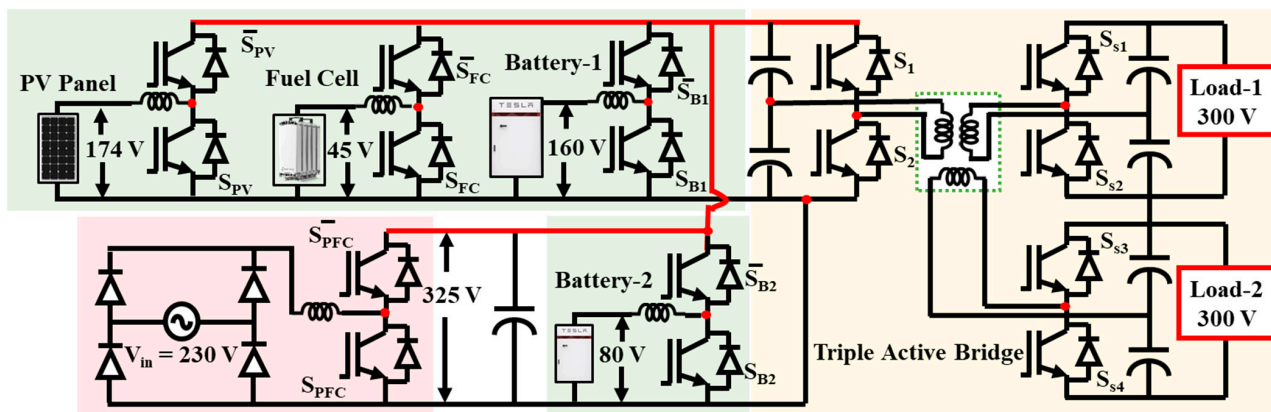 S̅PV
PV Panel
174 V
SPV
Fuel Cell
S̅FC
45 V
SFC
Battery-1
S̅B1
TESLA
160 V
SB1
S1
S2
Ss1
Ss2
Load-1
300 V
S̅PFC
325 V
Vin = 230 V
SPFC
Battery-2
S̅B2
TESLA
80 V
SB2
Triple Active Bridge
Ss3
Ss4
Load-2
300 V